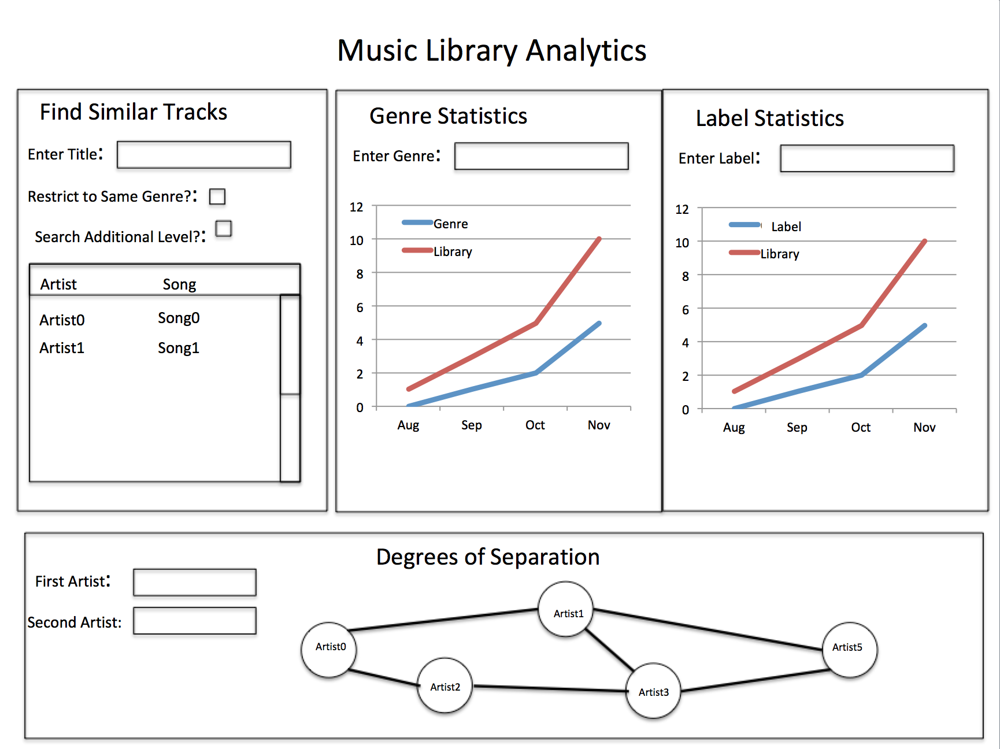 Music Library Analytics
Find Similar Tracks
Enter Title:
Restrict to Same Genre?:
Search Additional Level?:
Artist Song
Artist0 Song0
Artist1 Song1
Genre Statistics
Enter Genre:
12
10
8
6
4
2
0
Genre
Library
Aug Sep Oct Nov
Label Statistics
Enter Label:
12
10
8
6
4
2
0
Label
Library
Aug Sep Oct Nov
Degrees of Separation
First Artist:
Second Artist:
Artist0
Artist1
Artist2
Artist3
Artist5